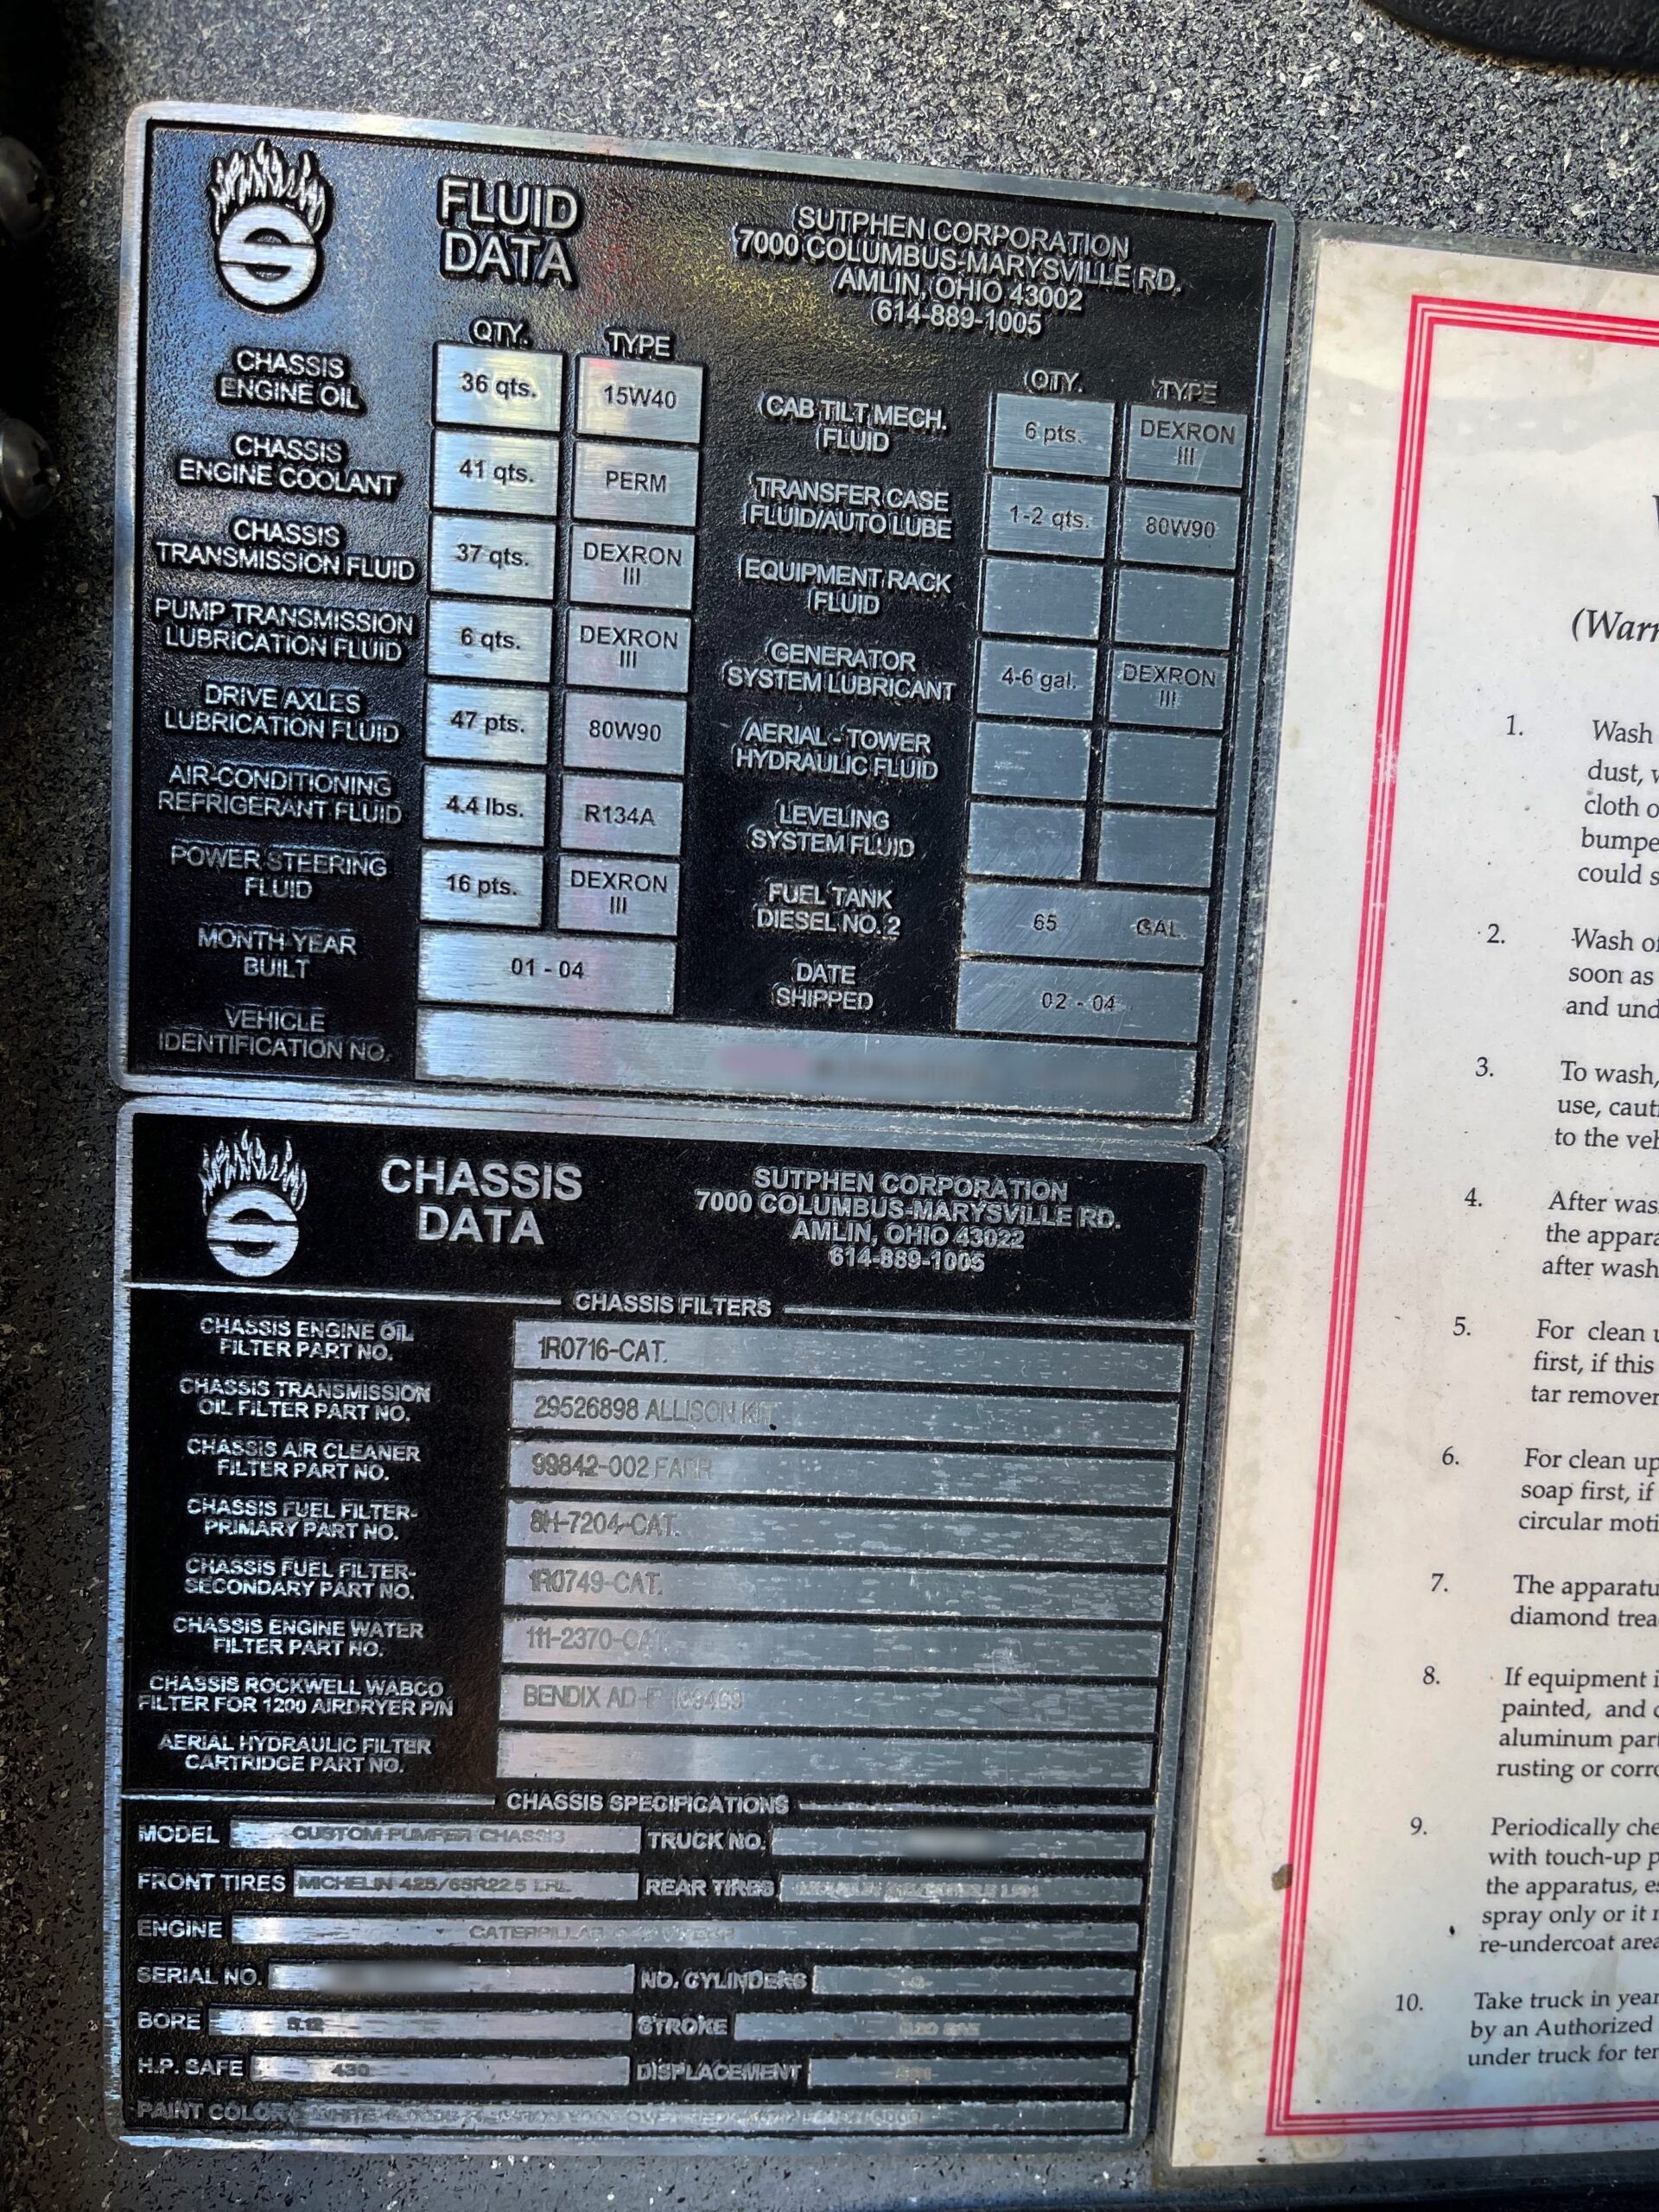 FLUID
DATA
SUTPHEN CORPORATION
7000 COLUMBUS-MARYSVILLE RD.
AMLIN, OHIO 43002
614-889-1005
QTY.
TYPE
CHASSIS
ENGINE OIL
36 qts.
15W40
CHASSIS
ENGINE COOLANT
41 qts.
PERM
CHASSIS
TRANSMISSION FLUID
37 qts.
DEXRON
III
PUMP TRANSMISSION
LUBRICATION FLUID
6 qts.
DEXRON
III
DRIVE AXLES
LUBRICATION FLUID
47 pts.
80W90
AIR-CONDITIONING
REFRIGERANT FLUID
4.4 lbs.
R134A
POWER STEERING
FLUID
16 pts.
DEXRON
III
MONTH-YEAR
BUILT
01 - 04
QTY.
TYPE
CAB TILT MECH.
FLUID
6 pts.
DEXRON
III
TRANSFER CASE
FLUID/AUTO LUBE
1-2 qts.
80W90
EQUIPMENT RACK
FLUID
GENERATOR
SYSTEM LUBRICANT
4-6 gal.
DEXRON
III
AERIAL - TOWER
HYDRAULIC FLUID
LEVELING
SYSTEM FLUID
FUEL TANK
DIESEL NO. 2
65 GAL.
DATE
SHIPPED
02 - 04
VEHICLE
IDENTIFICATION NO.
CHASSIS
DATA
SUTPHEN CORPORATION
7000 COLUMBUS-MARYSVILLE RD.
AMLIN, OHIO 43022
614-889-1005
CHASSIS FILTERS
CHASSIS ENGINE OIL
FILTER PART NO.
1R0716-CAT.
CHASSIS TRANSMISSION
OIL FILTER PART NO.
29526898 ALLISON KIT
CHASSIS AIR CLEANER
FILTER PART NO.
99842-002 FARR
CHASSIS FUEL FILTER-
PRIMARY PART NO.
8H-7204-CAT.
CHASSIS FUEL FILTER-
SECONDARY PART NO.
1R0749-CAT.
CHASSIS ENGINE WATER
FILTER PART NO.
111-2370-CAT
CHASSIS ROCKWELL WABCO
FILTER FOR 1200 AIRDRYER P/N
BENDIX
AERIAL HYDRAULIC FILTER
CARTRIDGE PART NO.
CHASSIS SPECIFICATIONS
MODEL CUSTOM PUMPER CHASSIS
TRUCK NO.
FRONT TIRES MICHELIN 425/65R22.5
REAR TIRES
ENGINE CATERPILLAR
SERIAL NO.
NO. CYLINDERS
BORE
STROKE
H.P. SAFE 430
DISPLACEMENT
PAINT COLOR
(Warr
1. Wash
dust, w
cloth o
bumpe
could s
2. Wash of
soon as
and und
3. To wash,
use, cauti
to the veh
4. After was
the appara
after wash
5. For clean u
first, if this
tar remover
6. For clean up
soap first, if
circular moti
7. The apparatu
diamond trea
8. If equipment i
painted, and c
aluminum part
rusting or corro
9. Periodically che
with touch-up p
the apparatus, es
spray only or it n
re-undercoat area
10. Take truck in year
by an Authorized
under truck for ter